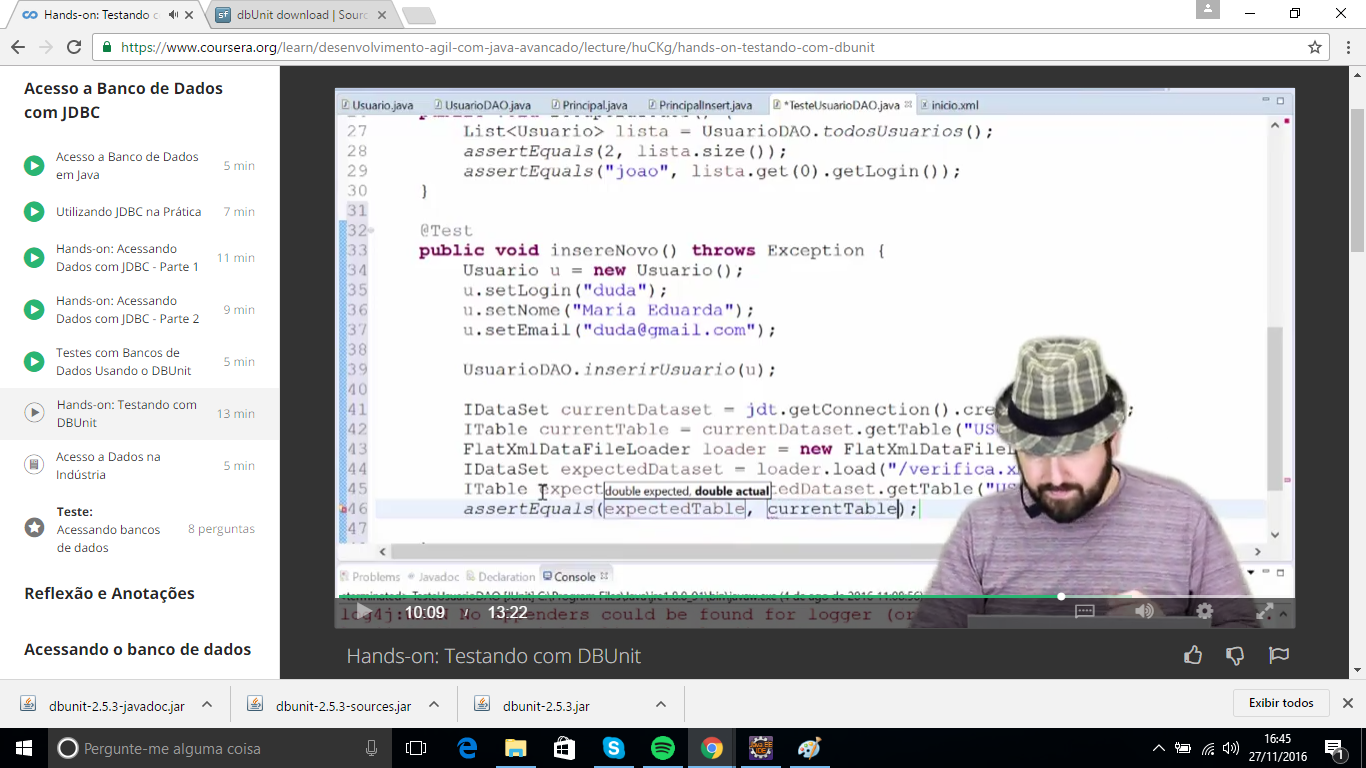 Hands-on: Testando c
dbUnit download | Sourc
https://www.coursera.org/learn/desenvolvimento-agil-com-java-avancado/lecture/huCKg/hands-on-testando-com-dbunit
Acesso a Banco de Dados
com JDBC
Acesso a Banco de Dados
em Java
5 min
Utilizando JDBC na Prática
7 min
Hands-on: Acessando
Dados com JDBC - Parte 1
11 min
Hands-on: Acessando
Dados com JDBC - Parte 2
9 min
Testes com Bancos de
Dados Usando o DBUnit
5 min
Hands-on: Testando com
DBUnit
13 min
Acesso a Dados na
Indústria
5 min
Teste:
Acessando bancos
de dados
8 perguntas
Reflexão e Anotações
Acessando o banco de dados
Usuario.java UsuarioDAO.java Principal.java PrincipalInsert.java *TesteUsuarioDAO.java inicio.xml
27 List<Usuario> lista = UsuarioDAO.todosUsuarios();
28 assertEquals(2, lista.size());
29 assertEquals("joao", lista.get(0).getLogin());
30 }
31
32 @Test
33 public void insereNovo() throws Exception {
34 Usuario u = new Usuario();
35 u.setLogin("duda");
36 u.setNome("Maria Eduarda");
37 u.setEmail("duda@gmail.com");
38
39 UsuarioDAO.inserirUsuario(u);
40
41 IDataSet currentDataset = jdt.getConnection().cre ;
42 ITable currentTable = currentDataset.getTable("US
43 FlatXmlDataFileLoader loader = new FlatXmlDataFileL
44 IDataSet expectedDataset = loader.load("/verifica.x
45 ITable expect edDataset.getTable("US
double expected, double actual
46 assertEquals(expectedTable, currentTable);
47
Problems Javadoc Declaration Console
log4j: No appenders could be found for logger (or
10:09 / 13:22
Hands-on: Testando com DBUnit
dbunit-2.5.3-javadoc.jar
dbunit-2.5.3-sources.jar
dbunit-2.5.3.jar
Exibir todos
Pergunte-me alguma coisa
16:45
27/11/2016
1